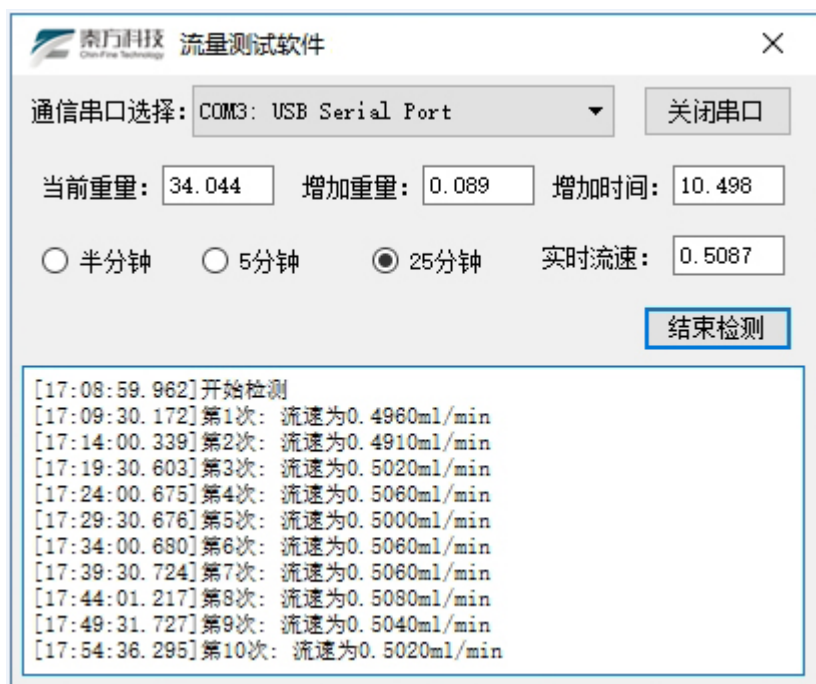 秦方科技 流量测试软件
Chin-Fine Technology
通信串口选择: COM3: USB Serial Port 关闭串口
当前重量: 34.044 增加重量: 0.089 增加时间: 10.498
半分钟 5分钟 25分钟 实时流速: 0.5087
结束检测
[17:08:59.962]开始检测
[17:09:30.172]第1次: 流速为0.4960ml/min
[17:14:00.339]第2次: 流速为0.4910ml/min
[17:19:30.603]第3次: 流速为0.5020ml/min
[17:24:00.675]第4次: 流速为0.5060ml/min
[17:29:30.676]第5次: 流速为0.5000ml/min
[17:34:00.680]第6次: 流速为0.5060ml/min
[17:39:30.724]第7次: 流速为0.5060ml/min
[17:44:01.217]第8次: 流速为0.5080ml/min
[17:49:31.727]第9次: 流速为0.5040ml/min
[17:54:36.295]第10次: 流速为0.5020ml/min